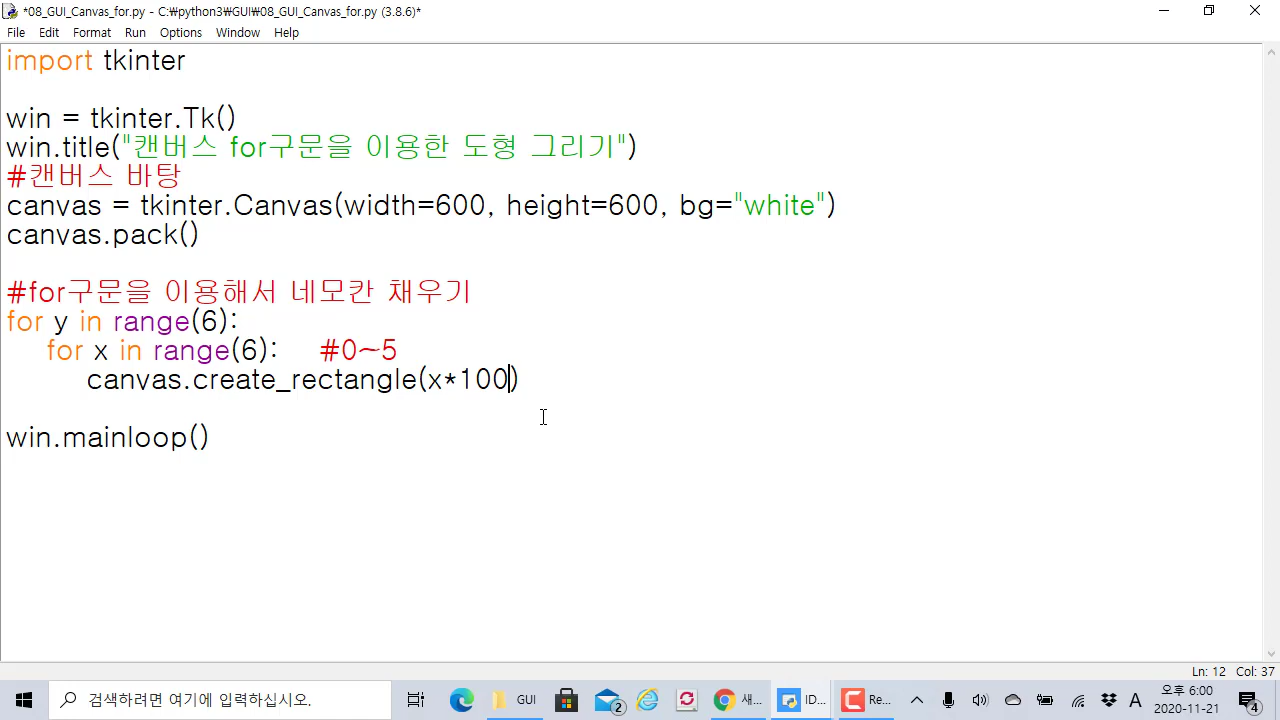 *08_GUI_Canvas_for.py - C:₩python3₩GUI₩08_GUI_Canvas_for.py (3.8.6)*
File Edit Format Run Options Window Help
import tkinter
win = tkinter.Tk()
win.title("캔버스 for구문을 이용한 도형 그리기")
#캔버스 바탕
canvas = tkinter.Canvas(width=600, height=600, bg="white")
canvas.pack()
#for구문을 이용해서 네모칸 채우기
for y in range(6):
    for x in range(6):    #0~5
        canvas.create_rectangle(x*100)
win.mainloop()
Ln: 12 Col: 37
검색하려면 여기에 입력하십시오.
GUI
2
새...
ID...
Re...
A
오후 6:00
2020-11-21
4